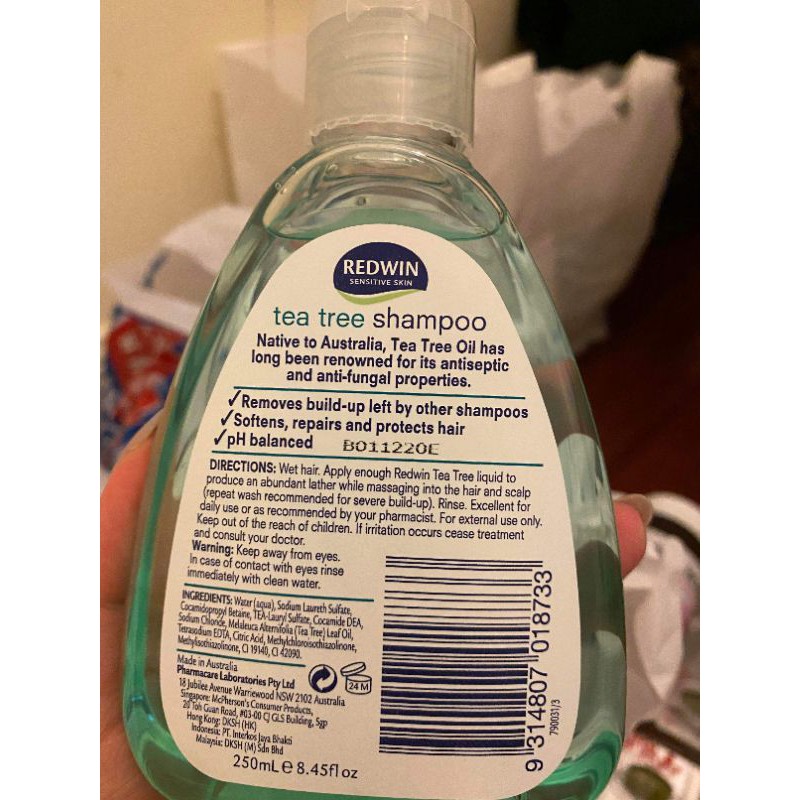 REDWIN
SENSITIVE SKIN
tea tree shampoo
Native to Australia, Tea Tree Oil has
long been renowned for its antiseptic
and anti-fungal properties.
✓Removes build-up left by other shampoos
✓Softens, repairs and protects hair
✓pH balanced B011220E
DIRECTIONS: Wet hair. Apply enough Redwin Tea Tree liquid to
produce an abundant lather while massaging into the hair and scalp
(repeat wash recommended for severe build-up). Rinse. Excellent for
daily use or as recommended by your pharmacist. For external use only.
Keep out of the reach of children. If irritation occurs cease treatment
and consult your doctor.
Warning: Keep away from eyes.
In case of contact with eyes rinse
immediately with clean water.
INGREDIENTS: Water (aqua), Sodium Laureth Sulfate,
Cocamidopropyl Betaine, TEA-Lauryl Sulfate, Cocamide DEA,
Sodium Chloride, Melaleuca Alternifolia (Tea Tree) Leaf Oil,
Tetrasodium EDTA, Citric Acid, Methylchloroisothiazolinone,
Methylisothiazolinone, CI 19140, CI 42090.
Made in Australia
Pharmacare Laboratories Pty Ltd
18 Jubilee Avenue Warriewood NSW 2102 Australia
Singapore: McPherson's Consumer Products,
20 Toh Guan Road, #03-00 CJ GLS Building, Sgp
Hong Kong: DKSH (HK)
Indonesia: PT. Interkos Jaya Bhakti
Malaysia: DKSH (M) Sdn Bhd
24 M
250mL e 8.45fl oz
9 314807 018733
790031/3